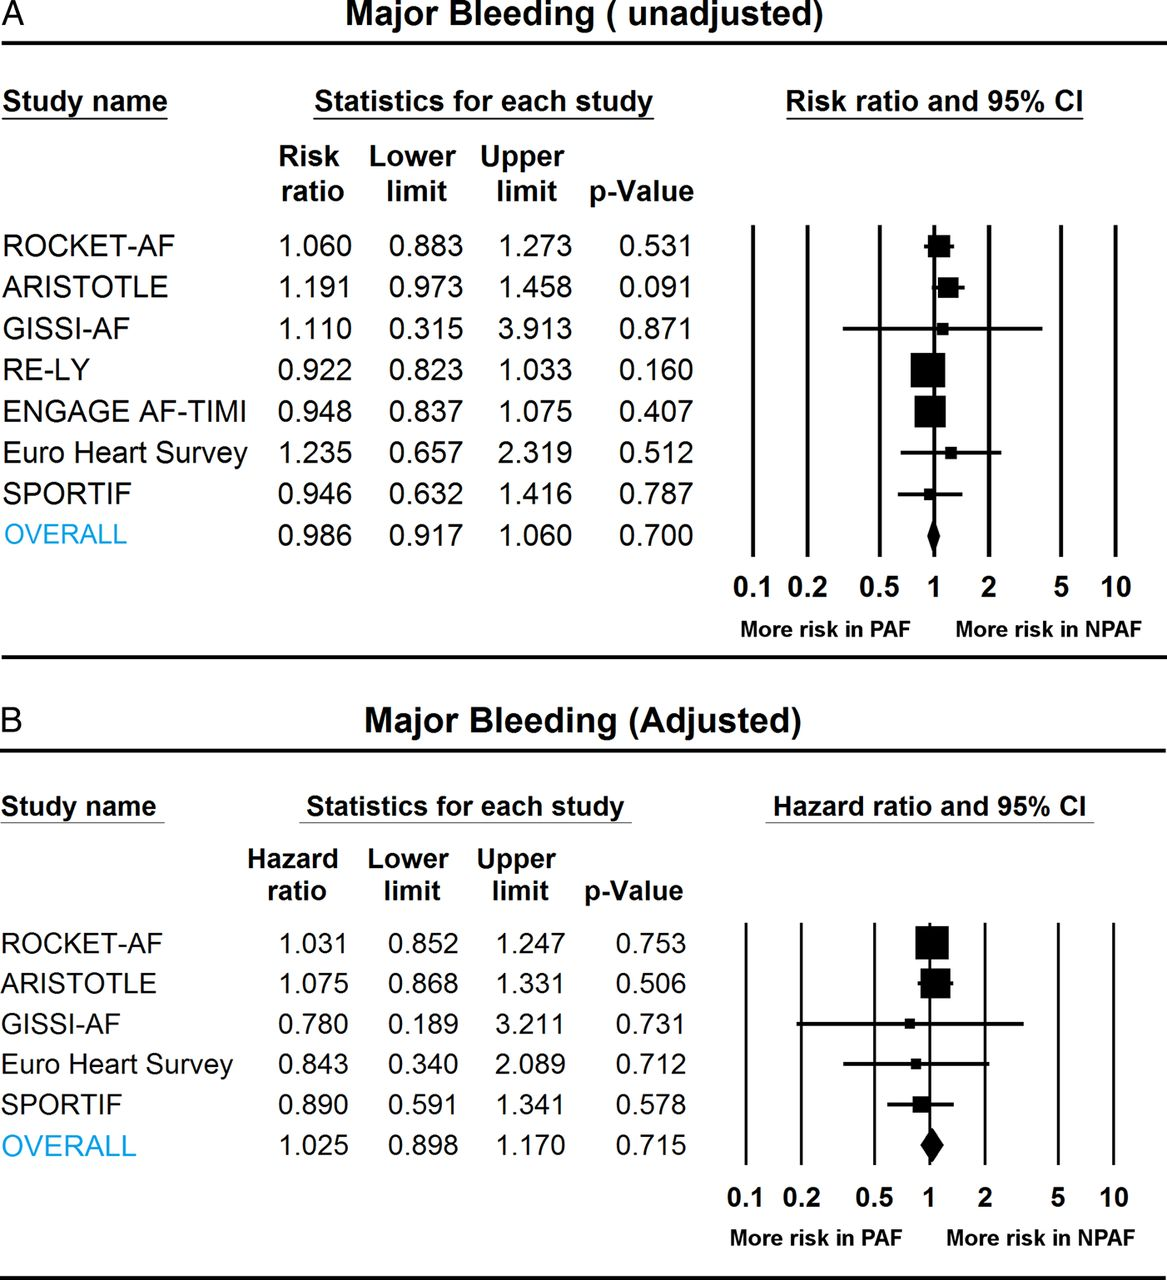 A
Major Bleeding ( unadjusted)
Study name Statistics for each study Risk ratio and 95% CI
Risk Lower Upper
ratio limit limit p-Value
ROCKET-AF 1.060 0.883 1.273 0.531
ARISTOTLE 1.191 0.973 1.458 0.091
GISSI-AF 1.110 0.315 3.913 0.871
RE-LY 0.922 0.823 1.033 0.160
ENGAGE AF-TIMI 0.948 0.837 1.075 0.407
Euro Heart Survey 1.235 0.657 2.319 0.512
SPORTIF 0.946 0.632 1.416 0.787
OVERALL 0.986 0.917 1.060 0.700
0.1 0.2 0.5 1 2 5 10
More risk in PAF More risk in NPAF
B
Major Bleeding (Adjusted)
Study name Statistics for each study Hazard ratio and 95% CI
Hazard Lower Upper
ratio limit limit p-Value
ROCKET-AF 1.031 0.852 1.247 0.753
ARISTOTLE 1.075 0.868 1.331 0.506
GISSI-AF 0.780 0.189 3.211 0.731
Euro Heart Survey 0.843 0.340 2.089 0.712
SPORTIF 0.890 0.591 1.341 0.578
OVERALL 1.025 0.898 1.170 0.715
0.1 0.2 0.5 1 2 5 10
More risk in PAF More risk in NPAF